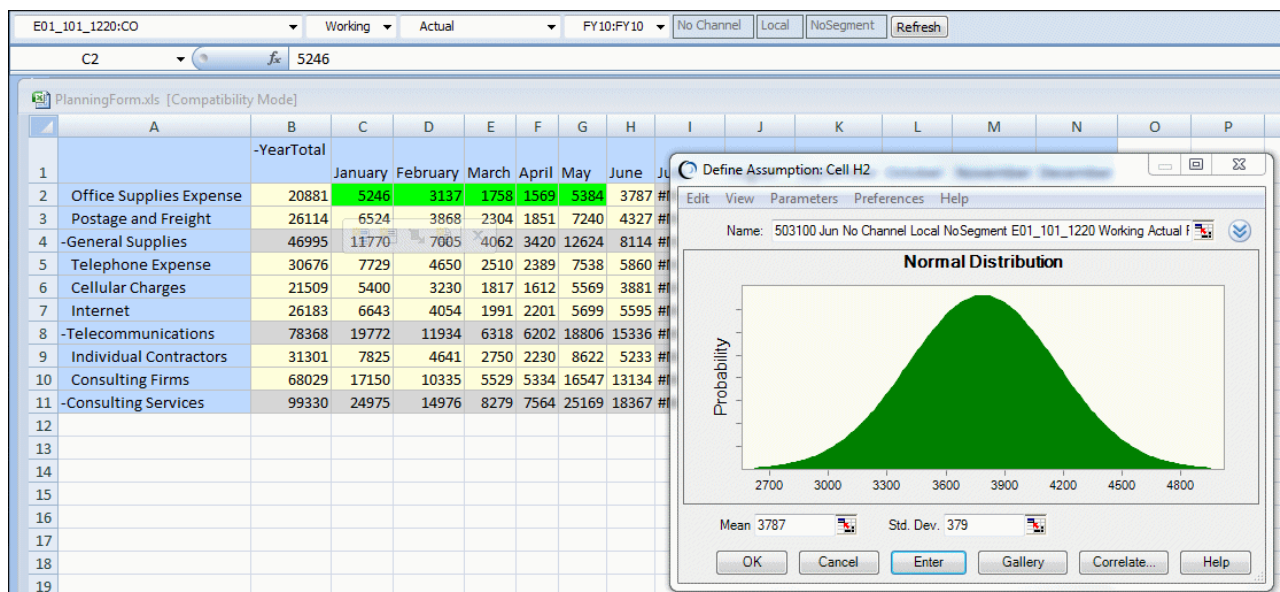 E01_101_1220:CO Working Actual FY10:FY10 No Channel Local NoSegment Refresh
C2 fx 5246
PlanningForm.xls [Compatibility Mode]
A B C D E F G H I J K L M N O P
1 -YearTotal January February March April May June
2 Office Supplies Expense 20881 5246 3137 1758 1569 5384 3787
3 Postage and Freight 26114 6524 3868 2304 1851 7240 4327
4 -General Supplies 46995 11770 7005 4062 3420 12624 8114
5 Telephone Expense 30676 7729 4650 2510 2389 7538 5860
6 Cellular Charges 21509 5400 3230 1817 1612 5569 3881
7 Internet 26183 6643 4054 1991 2201 5699 5595
8 -Telecommunications 78368 19772 11934 6318 6202 18806 15336
9 Individual Contractors 31301 7825 4641 2750 2230 8622 5233
10 Consulting Firms 68029 17150 10335 5529 5334 16547 13134
11 -Consulting Services 99330 24975 14976 8279 7564 25169 18367
12
13
14
15
16
17
18
19
Define Assumption: Cell H2
Edit View Parameters Preferences Help
Name: 503100 Jun No Channel Local NoSegment E01_101_1220 Working Actual
Normal Distribution
Probability
2700 3000 3300 3600 3900 4200 4500 4800
Mean 3787 Std. Dev. 379
OK Cancel Enter Gallery Correlate... Help